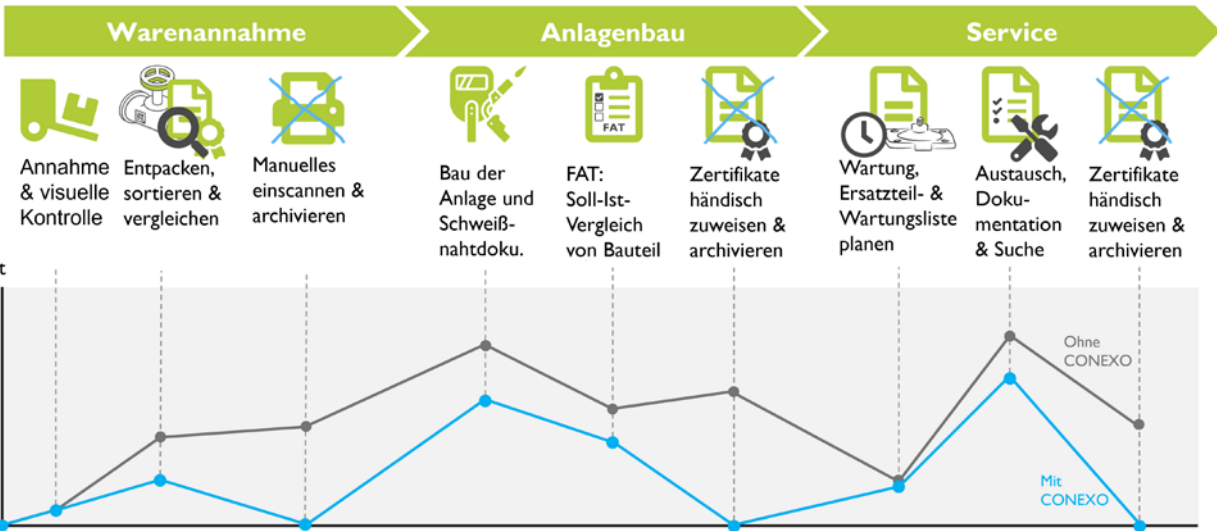 Warenannahme
Anlagenbau
Service
Annahme
& visuelle
Kontrolle
Entpacken,
sortieren &
vergleichen
Manuelles
einscannen &
archivieren
Bau der
Anlage und
Schweiß-
nahtdoku.
FAT
FAT:
Soll-Ist-
Vergleich
von Bauteil
Zertifikate
händisch
zuweisen &
archivieren
Wartung,
Ersatzteil- &
Wartungsliste
planen
Austausch,
Doku-
mentation
& Suche
Zertifikate
händisch
zuweisen &
archivieren
t
Ohne
CONEXO
Mit
CONEXO